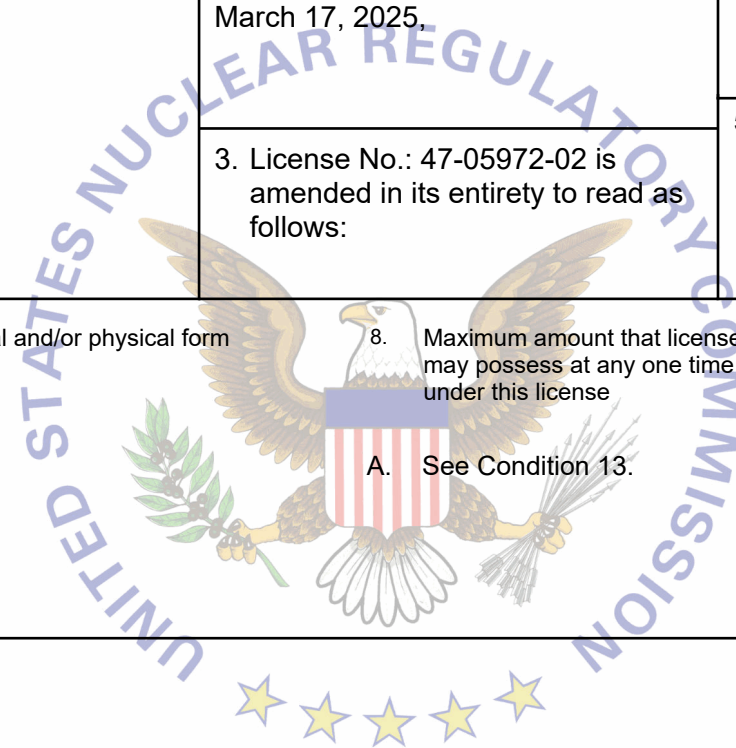 March 17, 2025,
3. License No.: 47-05972-02 is
amended in its entirety to read as
follows:
and/or physical form
8. Maximum amount that license
may possess at any one time
under this license
A. See Condition 13.
UNITED STATES NUCLEAR REGULATORY COMMISSION